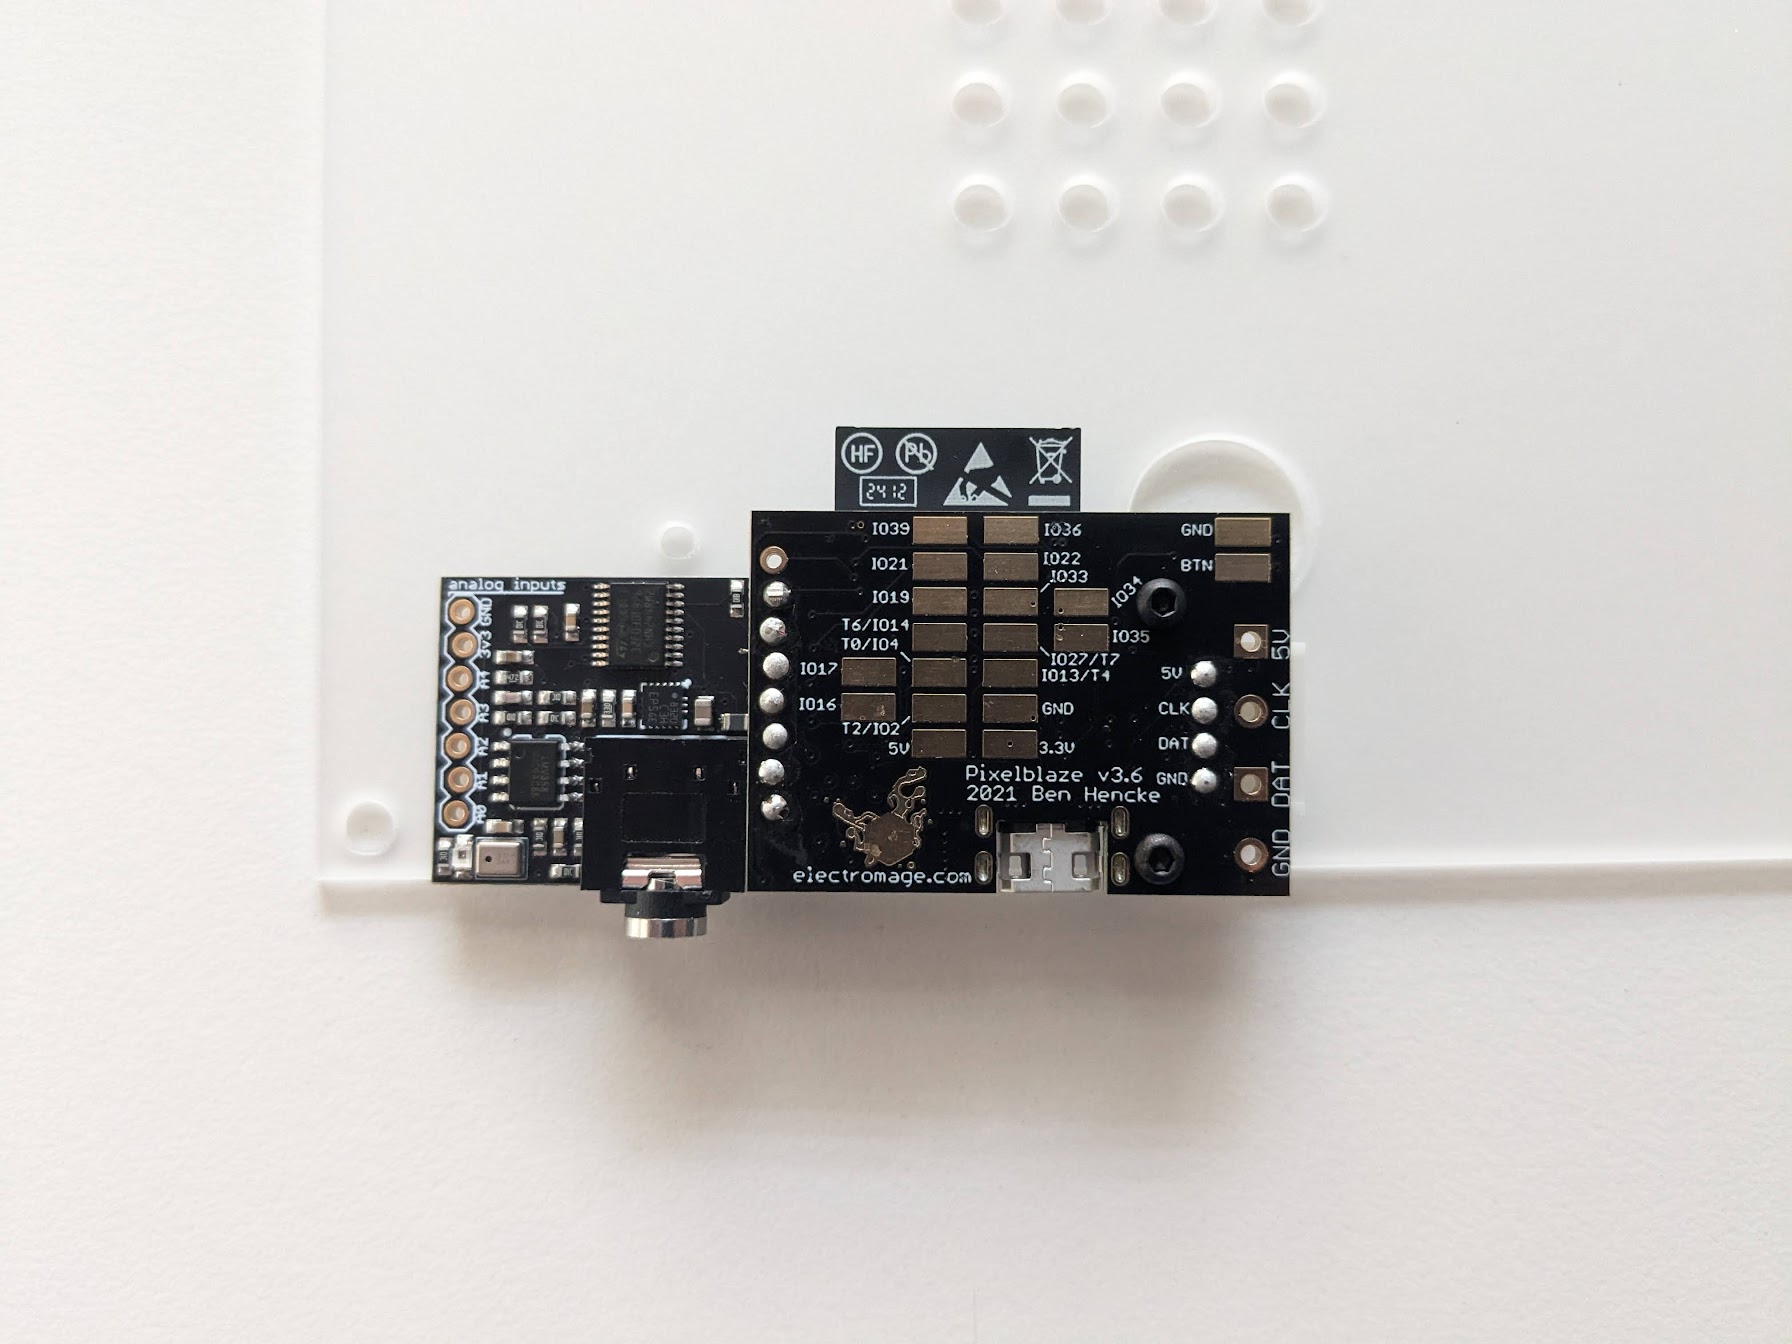 HF Pb
2412
IO39
IO36
GND
IO21
IO22
BTN
IO33
IO19
IO34
T6/IO14
IO35
T0/IO4
IO27/T7
IO17
IO13/T4
IO16
GND
T2/IO2
5V
3.3V
5V
CLK
DAT
GND
5V
CLK
DAT
GND
Pixelblaze v3.6
2021 Ben Hencke
electromage.com
analog inputs
GND
3v3
A4
A3
A2
A1
A0